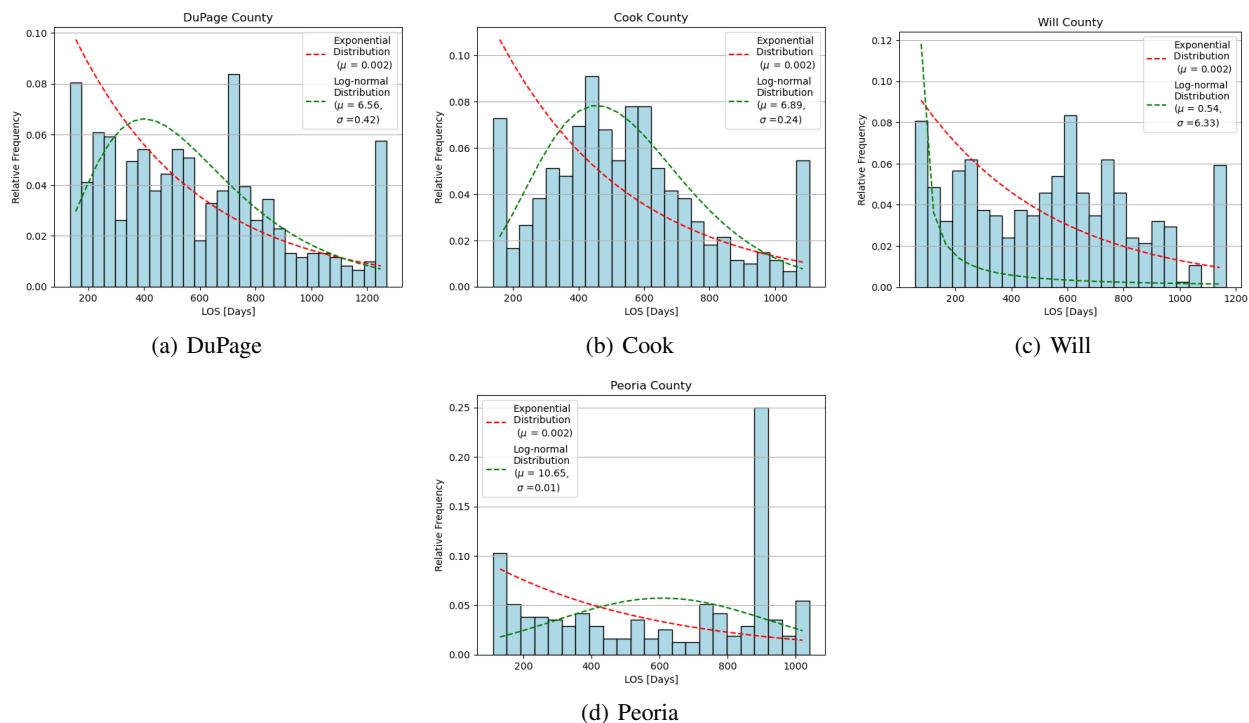 DuPage County
0.10
0.08
0.06
0.04
0.02
0.00
Relative Frequency
Exponential
Distribution
(μ = 0.002)
Log-normal
Distribution
(μ = 6.56,
σ =0.42)
200 400 600 800 1000 1200
LOS [Days]
(a) DuPage
Cook County
0.10
0.08
0.06
0.04
0.02
0.00
Relative Frequency
Exponential
Distribution
(μ = 0.002)
Log-normal
Distribution
(μ = 6.89,
σ =0.24)
200 400 600 800 1000
LOS [Days]
(b) Cook
Will County
0.12
0.10
0.08
0.06
0.04
0.02
0.00
Relative Frequency
Exponential
Distribution
(μ = 0.002)
Log-normal
Distribution
(μ = 0.54,
σ =6.33)
200 400 600 800 1000 1200
LOS [Days]
(c) Will
Peoria County
0.25
0.20
0.15
0.10
0.05
0.00
Relative Frequency
Exponential
Distribution
(μ = 0.002)
Log-normal
Distribution
(μ = 10.65,
σ =0.01)
200 400 600 800 1000
LOS [Days]
(d) Peoria